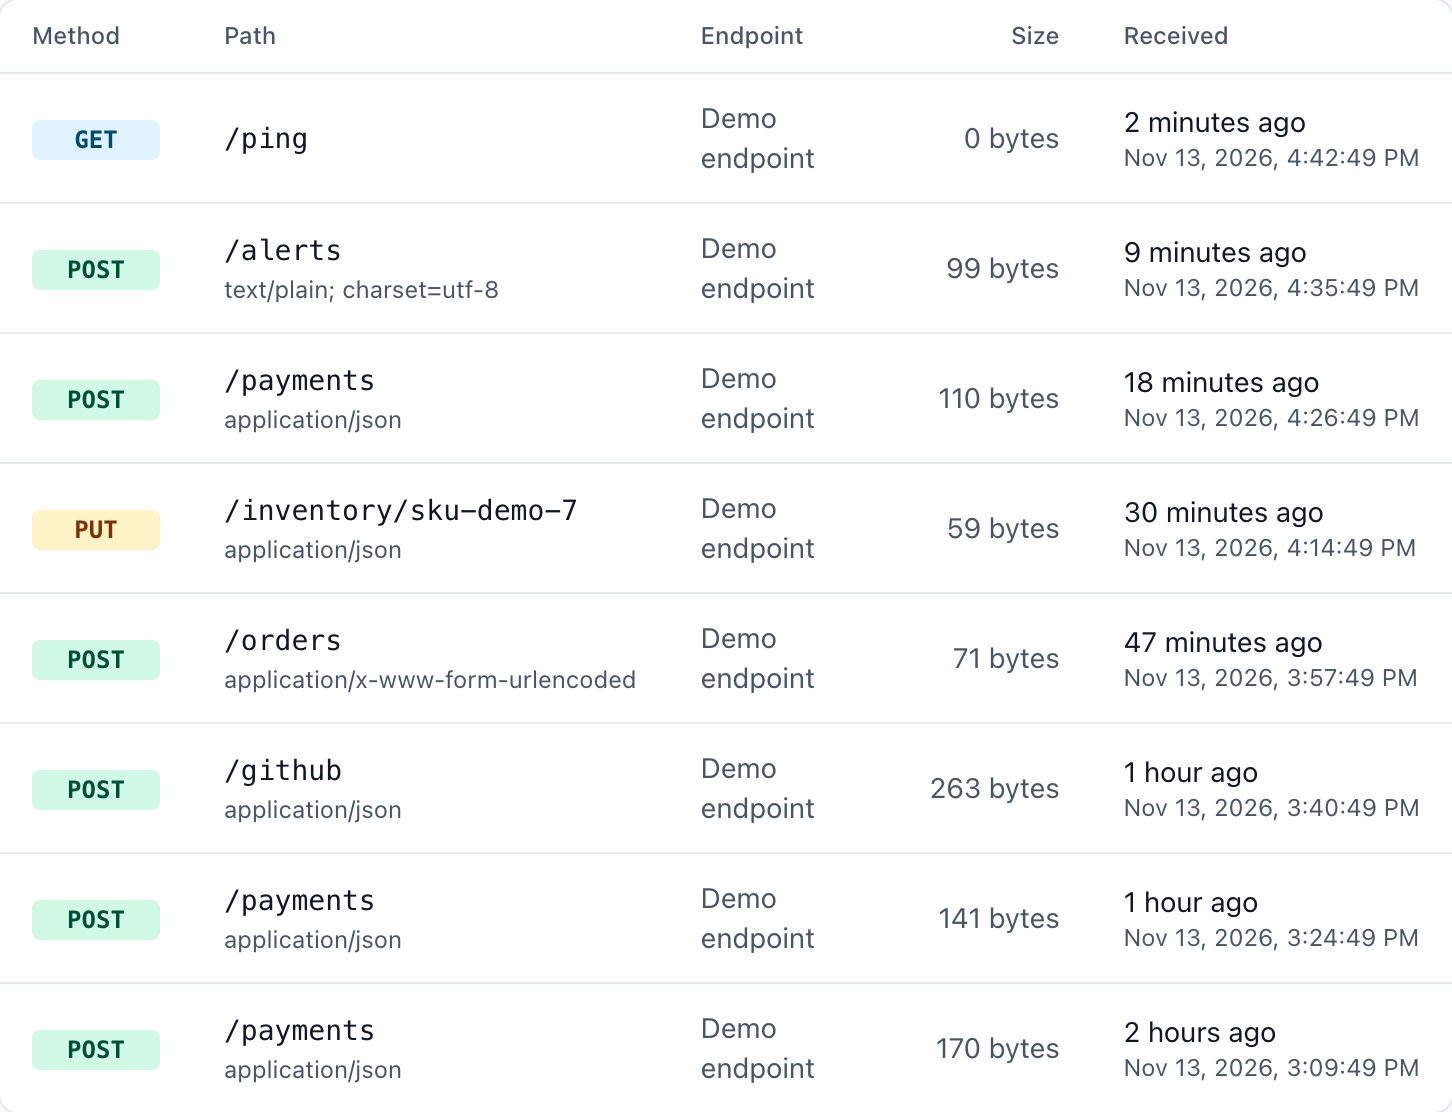 Method Path Endpoint Size Received
GET /ping Demo endpoint 0 bytes 2 minutes ago
Nov 13, 2026, 4:42:49 PM
POST /alerts Demo endpoint 99 bytes 9 minutes ago
text/plain; charset=utf-8 Nov 13, 2026, 4:35:49 PM
POST /payments Demo endpoint 110 bytes 18 minutes ago
application/json Nov 13, 2026, 4:26:49 PM
PUT /inventory/sku-demo-7 Demo endpoint 59 bytes 30 minutes ago
application/json Nov 13, 2026, 4:14:49 PM
POST /orders Demo endpoint 71 bytes 47 minutes ago
application/x-www-form-urlencoded Nov 13, 2026, 3:57:49 PM
POST /github Demo endpoint 263 bytes 1 hour ago
application/json Nov 13, 2026, 3:40:49 PM
POST /payments Demo endpoint 141 bytes 1 hour ago
application/json Nov 13, 2026, 3:24:49 PM
POST /payments Demo endpoint 170 bytes 2 hours ago
application/json Nov 13, 2026, 3:09:49 PM